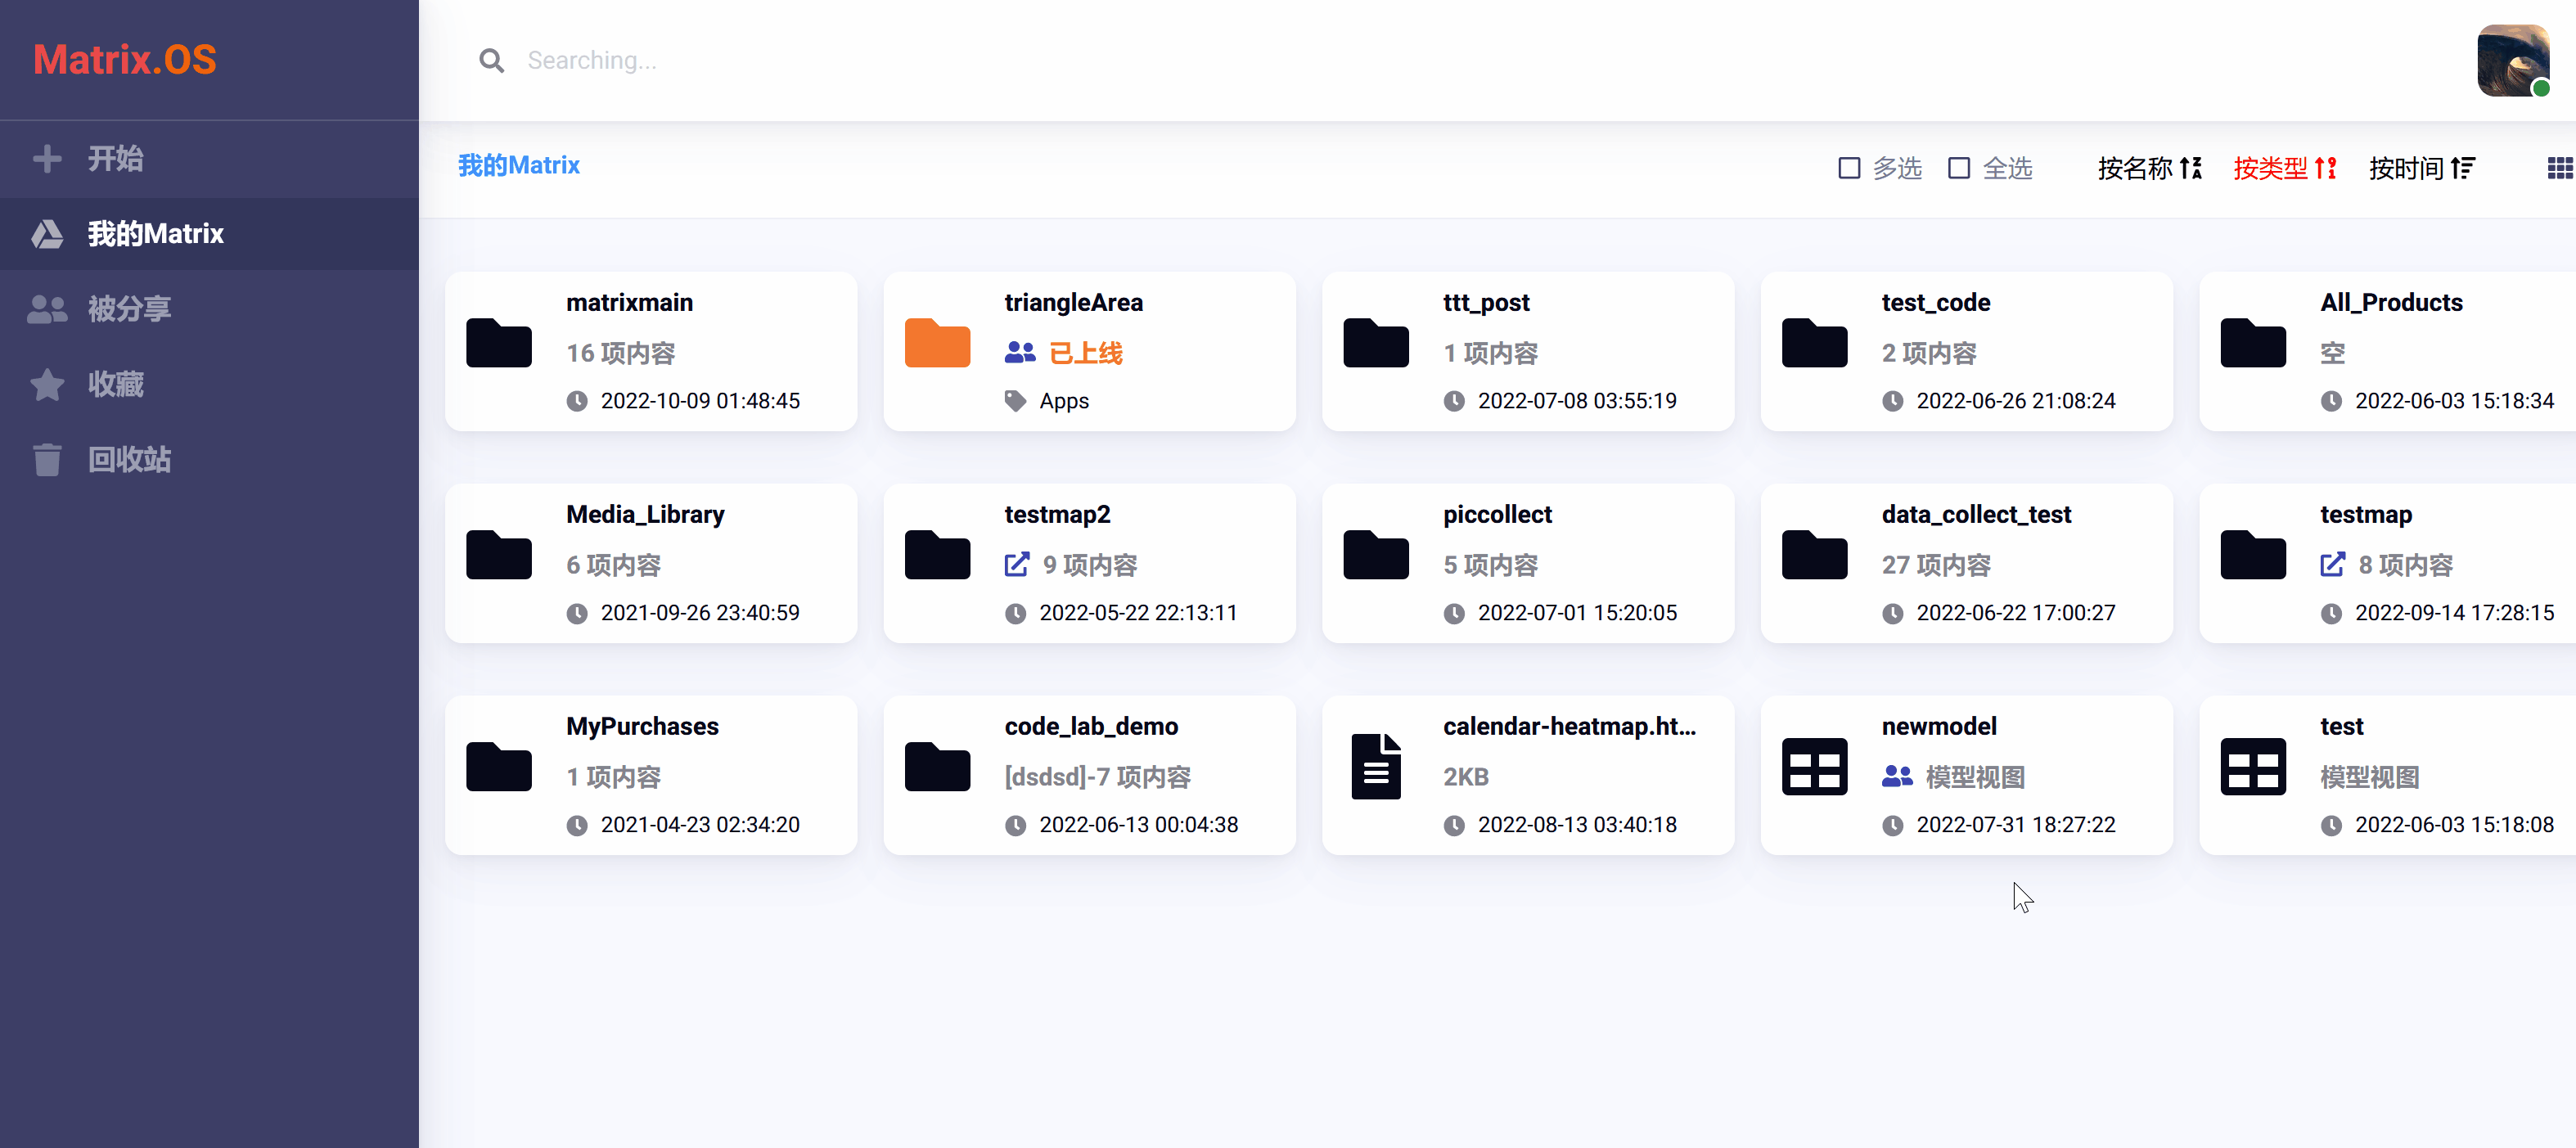 Matrix.OS
Searching...
开始
我的Matrix
被分享
收藏
回收站
我的Matrix
多选
全选
按名称
按类型
按时间
matrixmain
16 项内容
2022-10-09 01:48:45
triangleArea
已上线
Apps
ttt_post
1 项内容
2022-07-08 03:55:19
test_code
2 项内容
2022-06-26 21:08:24
All_Products
空
2022-06-03 15:18:34
Media_Library
6 项内容
2021-09-26 23:40:59
testmap2
9 项内容
2022-05-22 22:13:11
piccollect
5 项内容
2022-07-01 15:20:05
data_collect_test
27 项内容
2022-06-22 17:00:27
testmap
8 项内容
2022-09-14 17:28:15
MyPurchases
1 项内容
2021-04-23 02:34:20
code_lab_demo
[dsdsd]-7 项内容
2022-06-13 00:04:38
calendar-heatmap.ht...
2KB
2022-08-13 03:40:18
newmodel
模型视图
2022-07-31 18:27:22
test
模型视图
2022-06-03 15:18:08